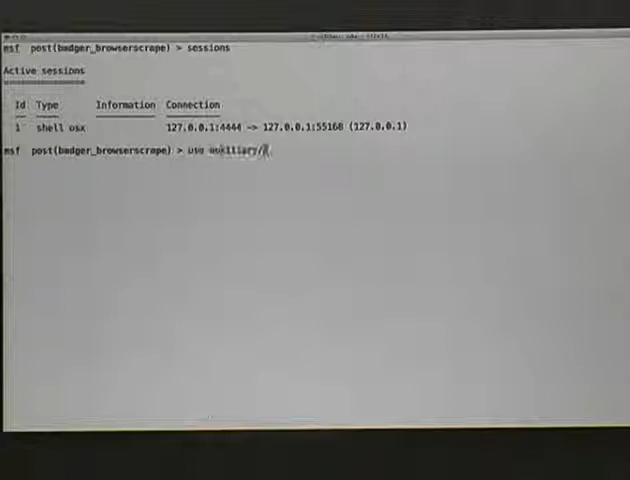 msf post(badger_browserscrape) > sessions
Active sessions
===============
Id Type Information Connection
-- ---- ----------- ----------
1 shell osx 127.0.0.1:4444 -> 127.0.0.1:55168 (127.0.0.1)
msf post(badger_browserscrape) > use auxiliary/